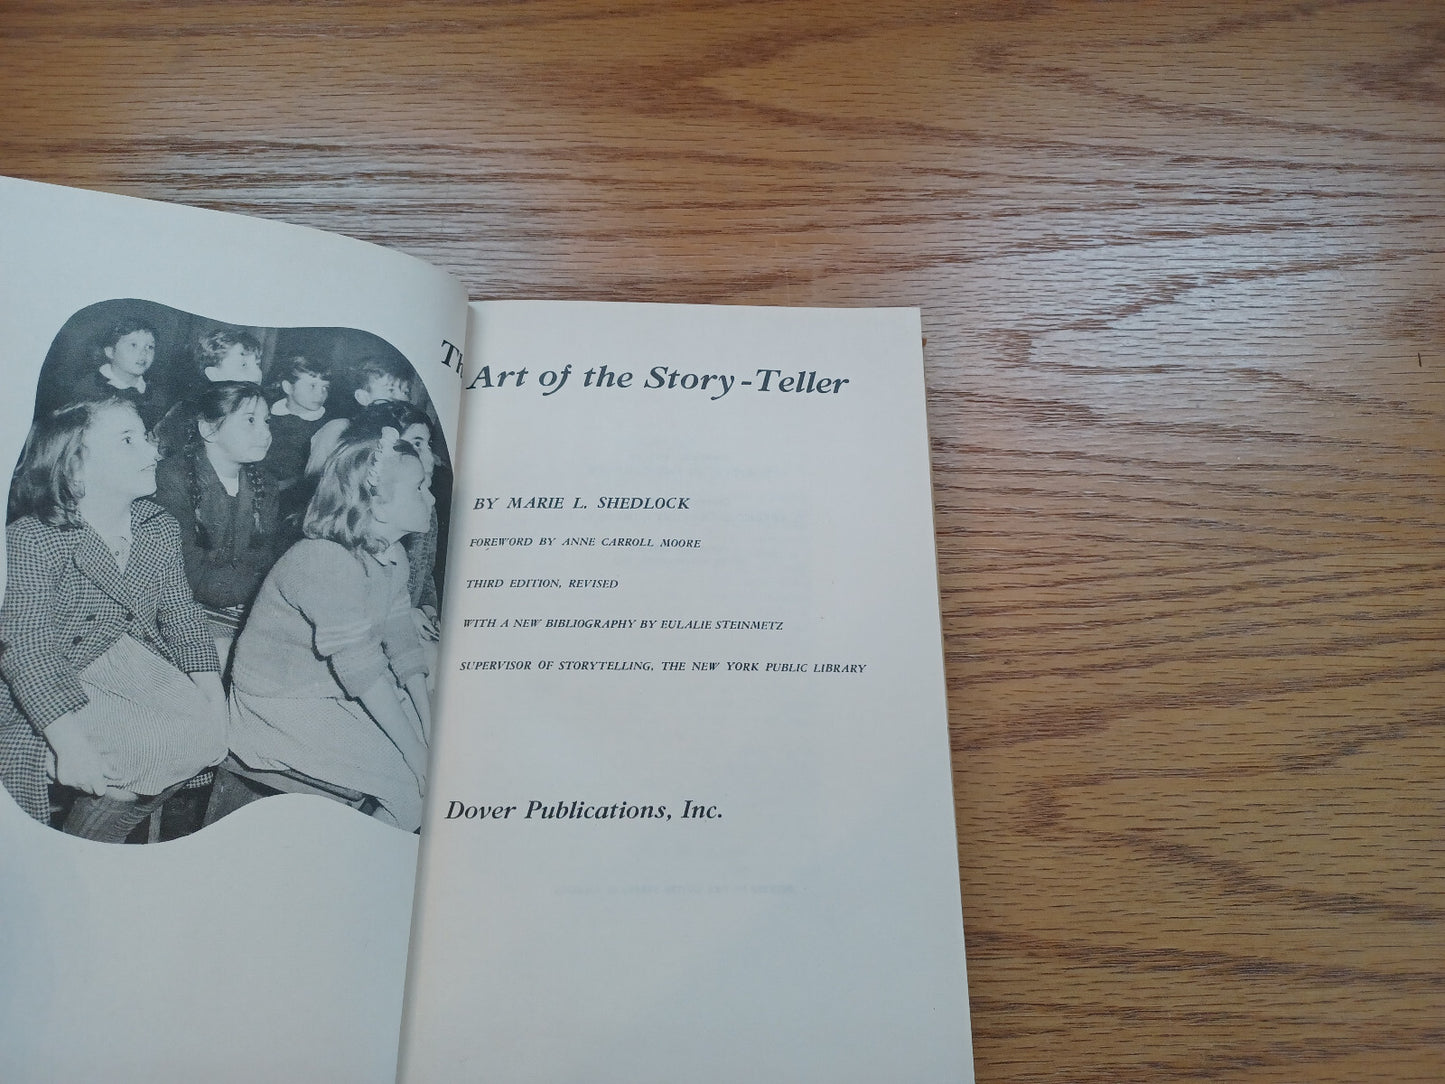 The Art of the Story-Teller
BY MARIE L. SHEDLOCK
FOREWORD BY ANNE CARROLL MOORE
THIRD EDITION, REVISED
WITH A NEW BIBLIOGRAPHY BY EULALIE STEINMETZ
SUPERVISOR OF STORYTELLING, THE NEW YORK PUBLIC LIBRARY
Dover Publications, Inc.